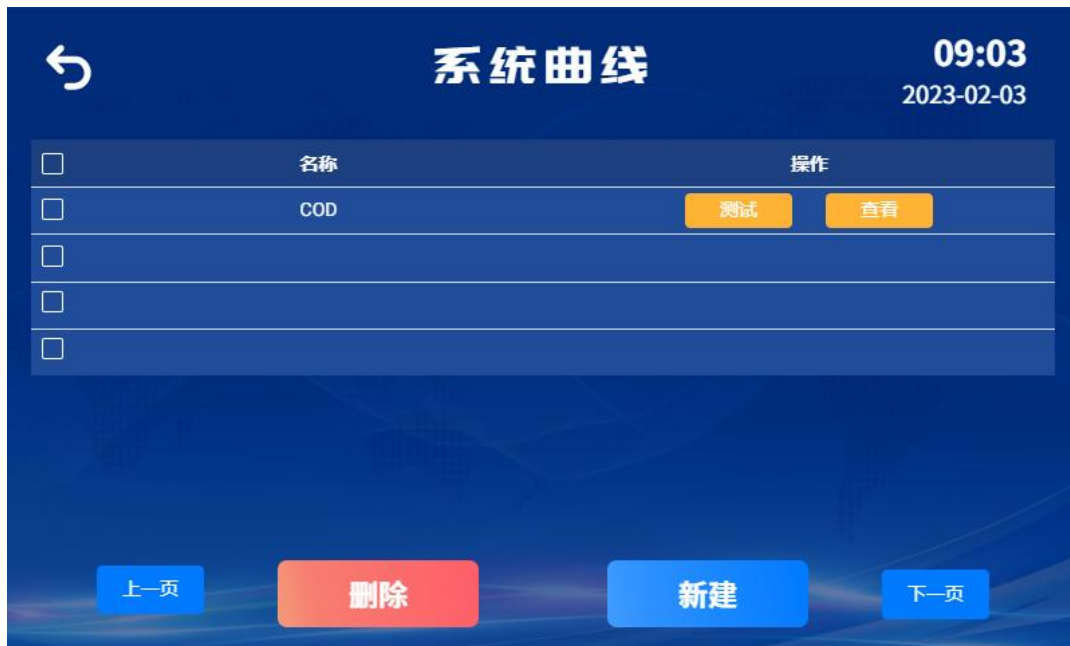 系统曲线
09:03
2023-02-03
名称 操作
COD 测试 查看
上一页 删除 新建 下一页